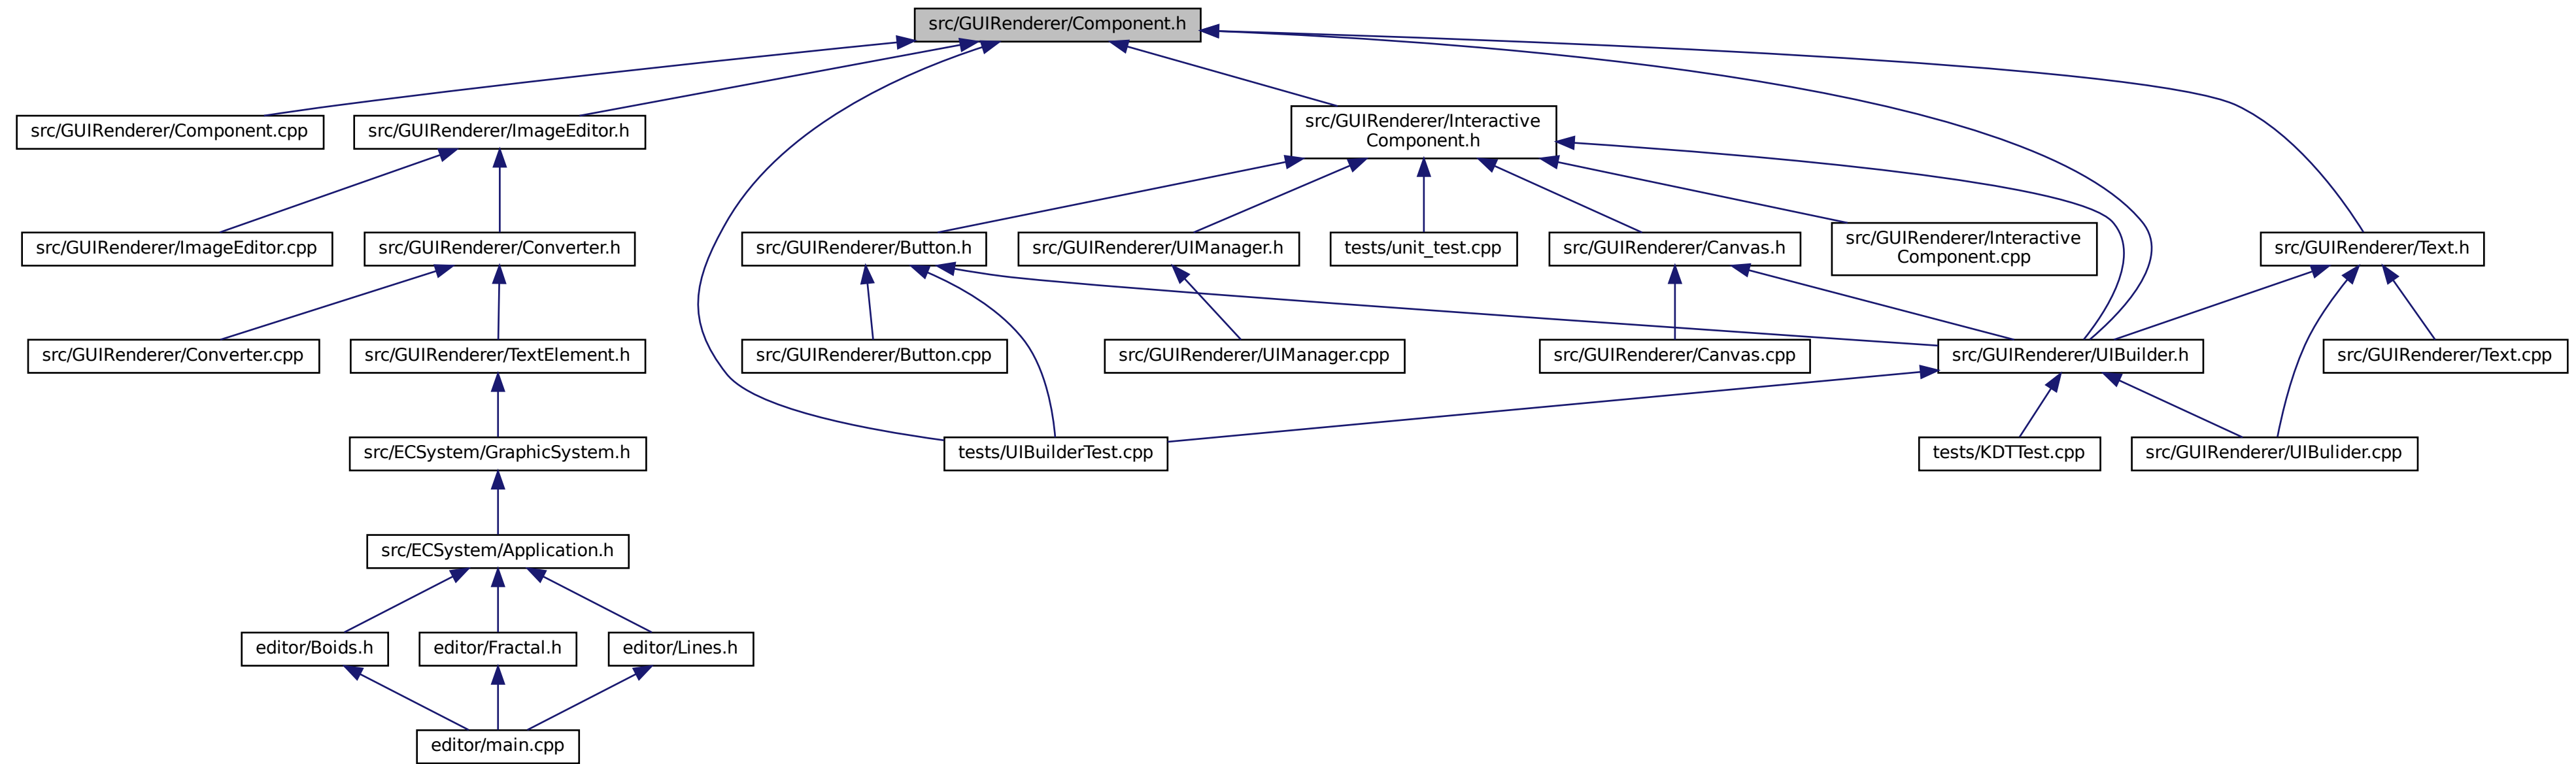 src/GUIRenderer/Component.h
src/GUIRenderer/Component.cpp
src/GUIRenderer/ImageEditor.h
src/GUIRenderer/Interactive
Component.h
src/GUIRenderer/ImageEditor.cpp
src/GUIRenderer/Converter.h
src/GUIRenderer/Button.h
src/GUIRenderer/UIManager.h
tests/unit_test.cpp
src/GUIRenderer/Canvas.h
src/GUIRenderer/Interactive
Component.cpp
src/GUIRenderer/Text.h
src/GUIRenderer/Converter.cpp
src/GUIRenderer/TextElement.h
src/GUIRenderer/Button.cpp
src/GUIRenderer/UIManager.cpp
src/GUIRenderer/Canvas.cpp
src/GUIRenderer/UIBuilder.h
src/GUIRenderer/Text.cpp
src/ECSystem/GraphicSystem.h
tests/UIBuilderTest.cpp
tests/KDTTest.cpp
src/GUIRenderer/UIBulider.cpp
src/ECSystem/Application.h
editor/Boids.h
editor/Fractal.h
editor/Lines.h
editor/main.cpp